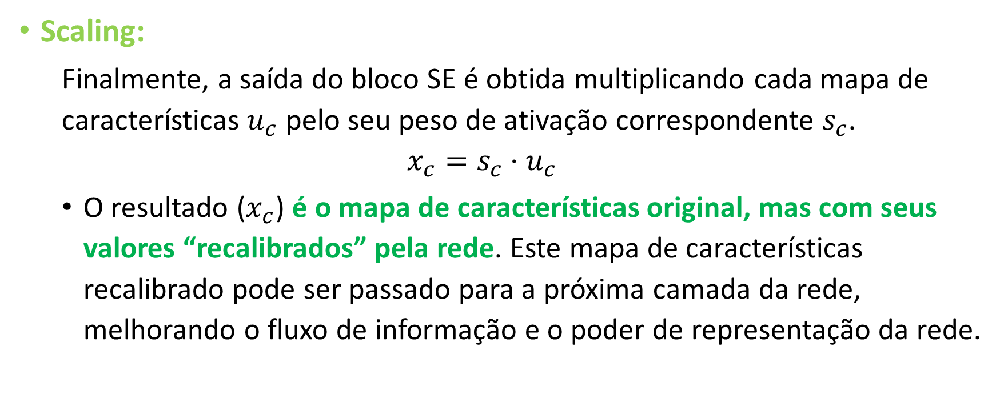 • Scaling:
Finalmente, a saída do bloco SE é obtida multiplicando cada mapa de
características $u_c$ pelo seu peso de ativação correspondente $s_c$.
$x_c = s_c \cdot u_c$
• O resultado ($x_c$) é o mapa de características original, mas com seus
valores “recalibrados” pela rede. Este mapa de características
recalibrado pode ser passado para a próxima camada da rede,
melhorando o fluxo de informação e o poder de representação da rede.